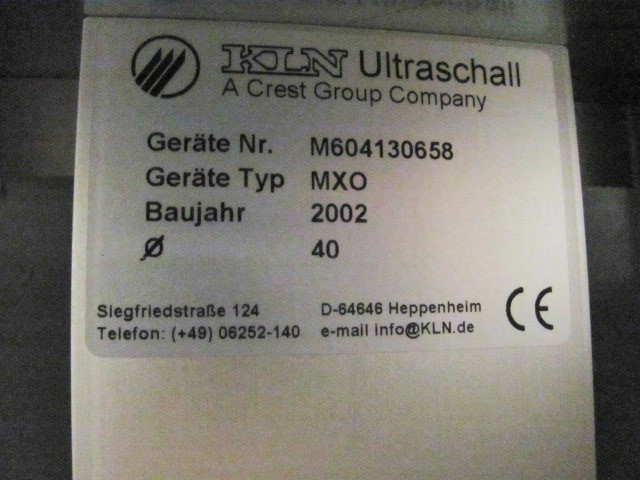 KLN Ultraschall
A Crest Group Company
Geräte Nr. M604130658
Geräte Typ MXO
Baujahr 2002
Ø 40
Siegfriedstraße 124 D-64646 Heppenheim
Telefon: (+49) 06252-140 e-mail info@KLN.de
CE